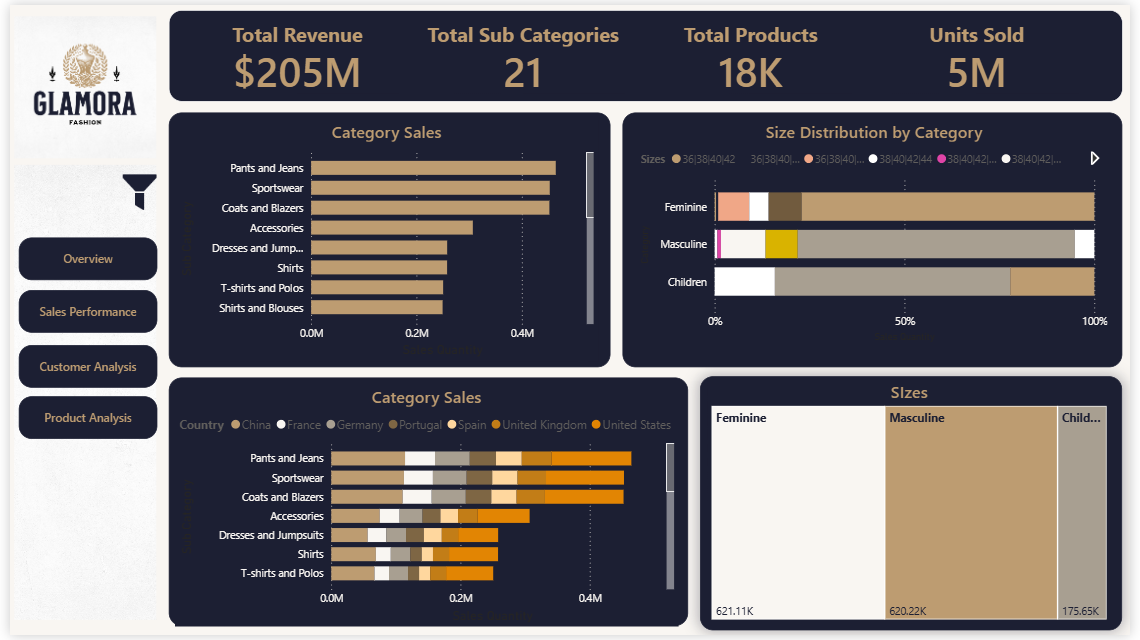 GLAMORA
FASHION
Overview
Sales Performance
Customer Analysis
Product Analysis
Total Revenue
$205M
Total Sub Categories
21
Total Products
18K
Units Sold
5M
Category Sales
Pants and Jeans
Sportswear
Coats and Blazers
Accessories
Dresses and Jump...
Shirts
T-shirts and Polos
Shirts and Blouses
0.0M 0.2M 0.4M
Size Distribution by Category
Sizes 36|38|40|42 36|38|40|... 36|38|40|... 38|40|42|44 38|40|42|... 38|40|42|...
Feminine
Masculine
Children
0% 50% 100%
Category Sales
Country China France Germany Portugal Spain United Kingdom United States
Pants and Jeans
Sportswear
Coats and Blazers
Accessories
Dresses and Jumpsuits
Shirts
T-shirts and Polos
0.0M 0.2M 0.4M
SIzes
Feminine
621.11K
Masculine
620.22K
Child...
175.65K